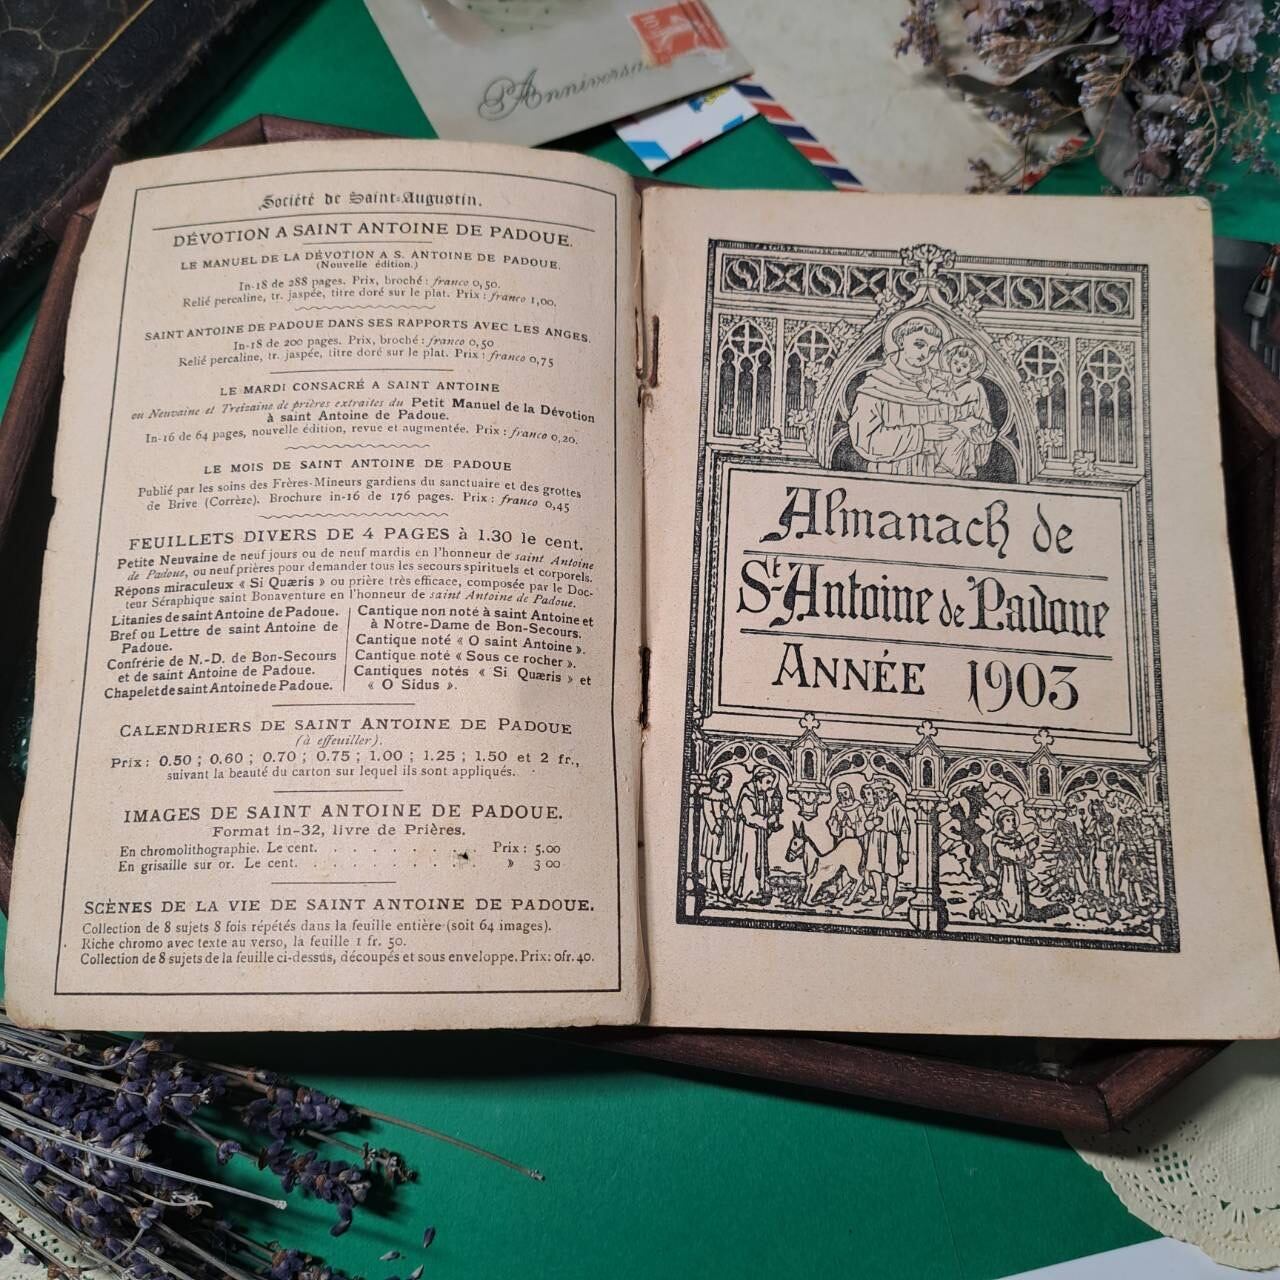 Anniversaire
Société de Saint-Augustin.
DÉVOTION A SAINT ANTOINE DE PADOUE.
LE MANUEL DE LA DÉVOTION A S. ANTOINE DE PADOUE.
(Nouvelle édition.)
In-18 de 288 pages. Prix, broché : franco 0,50.
Relié percaline, tr. jaspée, titre doré sur le plat. Prix : franco 1,00.
SAINT ANTOINE DE PADOUE DANS SES RAPPORTS AVEC LES ANGES.
In-18 de 200 pages. Prix, broché : franco 0,50
Relié percaline, tr. jaspée, titre doré sur le plat. Prix : franco 0,75
LE MARDI CONSACRÉ A SAINT ANTOINE
ou Neuvaine et Treizaine de prières extraites du Petit Manuel de la Dévotion
à saint Antoine de Padoue.
In-16 de 64 pages, nouvelle édition, revue et augmentée. Prix : franco 0,20.
LE MOIS DE SAINT ANTOINE DE PADOUE
Publié par les soins des Frères-Mineurs gardiens du sanctuaire et des grottes
de Brive (Corrèze). Brochure in-16 de 176 pages. Prix : franco 0,45
FEUILLETS DIVERS DE 4 PAGES à 1.30 le cent.
Petite Neuvaine de neuf jours ou de neuf mardis en l'honneur de saint Antoine
de Padoue, ou neuf prières pour demander tous les secours spirituels et corporels.
Répons miraculeux « Si Quæris » ou prière très efficace, composée par le Doc-
teur Séraphique saint Bonaventure en l'honneur de saint Antoine de Padoue.
Litanies de saint Antoine de Padoue.
Bref ou Lettre de saint Antoine de
Padoue.
Confrérie de N.-D. de Bon-Secours
et de saint Antoine de Padoue.
Chapelet de saint Antoine de Padoue.
Cantique non noté à saint Antoine et
à Notre-Dame de Bon-Secours.
Cantique noté « O saint Antoine ».
Cantique noté « Sous ce rocher ».
Cantiques notés « Si Quæris » et
« O Sidus ».
CALENDRIERS DE SAINT ANTOINE DE PADOUE
(à effeuiller).
Prix : 0.50 ; 0.60 ; 0.70 ; 0.75 ; 1.00 ; 1.25 ; 1.50 et 2 fr.,
suivant la beauté du carton sur lequel ils sont appliqués.
IMAGES DE SAINT ANTOINE DE PADOUE.
Format in-32, livre de Prières.
En chromolithographie. Le cent. . . . . . . . . Prix : 5.00
En grisaille sur or. Le cent. . . . . . . . . . » 3 00
SCÈNES DE LA VIE DE SAINT ANTOINE DE PADOUE.
Collection de 8 sujets 8 fois répétés dans la feuille entière (soit 64 images).
Riche chromo avec texte au verso, la feuille 1 fr. 50.
Collection de 8 sujets de la feuille ci-dessus, découpés et sous enveloppe. Prix: 0fr. 40.
Almanach de
St Antoine de Padoue
ANNÉE 1903